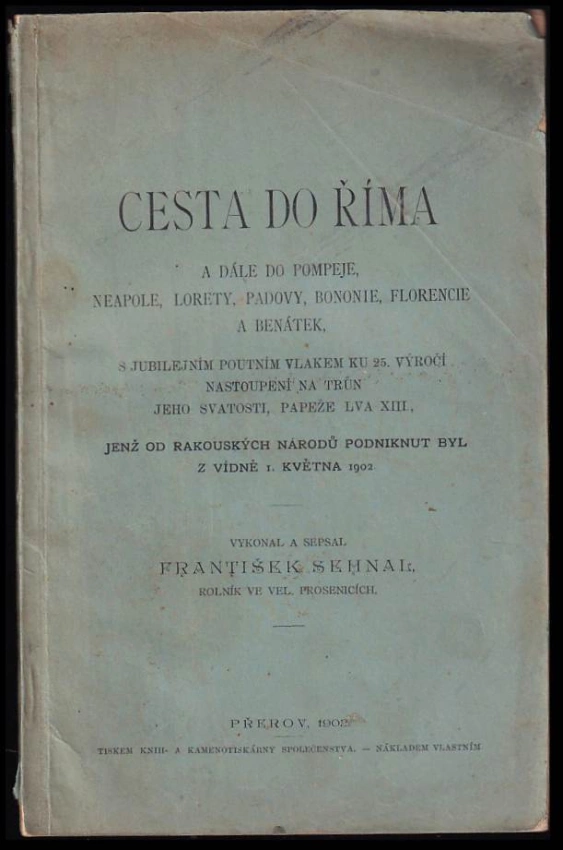 CESTA DO ŘÍMA
A DÁLE DO POMPEJE,
NEAPOLE, LORETY, PADOVY, BONONIE, FLORENCIE
A BENÁTEK,
S JUBILEJNÍM POUTNÍM VLAKEM KU 25. VÝROČÍ
NASTOUPENÍ NA TRŮN
JEHO SVATOSTI, PAPEŽE LVA XIII.,
JENŽ OD RAKOUSKÝCH NÁRODŮ PODNIKNUT BYL
Z VÍDNĚ 1. KVĚTNA 1902
VYKONAL A SEPSAL
FRANTIŠEK SEHNAL,
ROLNÍK VE VEL. PROSENICÍCH.
PŘEROV, 1902.
TISKEM KNIH- A KAMENOTISKÁRNY SPOLEČENSTVA. — NÁKLADEM VLASTNÍM